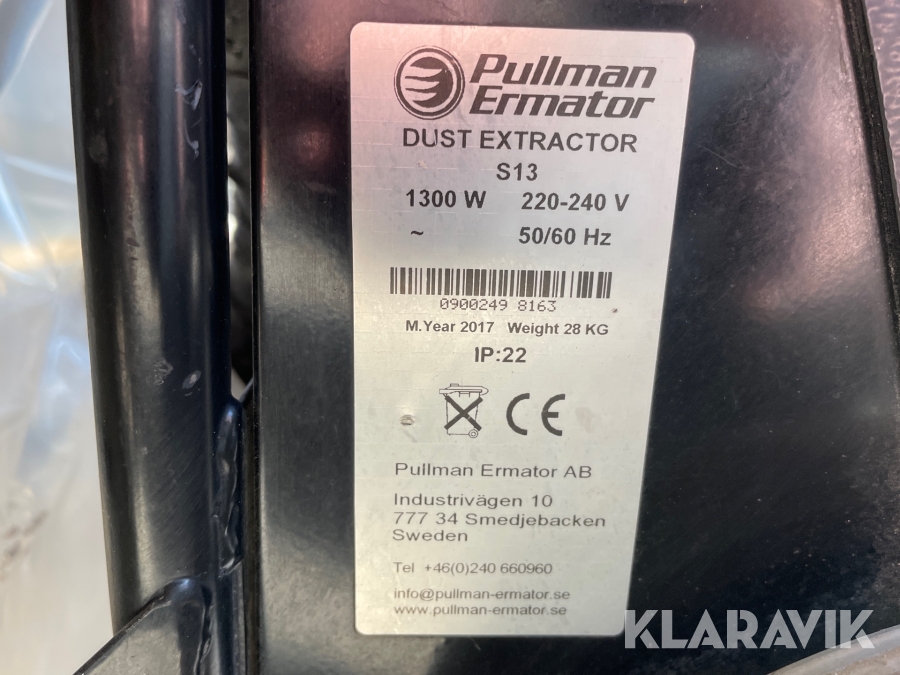 Pullman
Ermator
DUST EXTRACTOR
S13
1300 W 220-240 V
~ 50/60 Hz
0900249 8163
M.Year 2017 Weight 28 KG
IP:22
CE
Pullman Ermator AB
Industrivägen 10
777 34 Smedjebacken
Sweden
Tel +46(0)240 660960
info@pullman-ermator.se
www.pullman-ermator.se
KLARAVIK